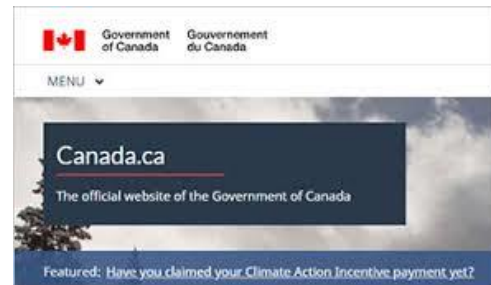 Government Gouvernement
of Canada du Canada
MENU
Canada.ca
The official website of the Government of Canada
Featured: Have you claimed your Climate Action Incentive payment yet?